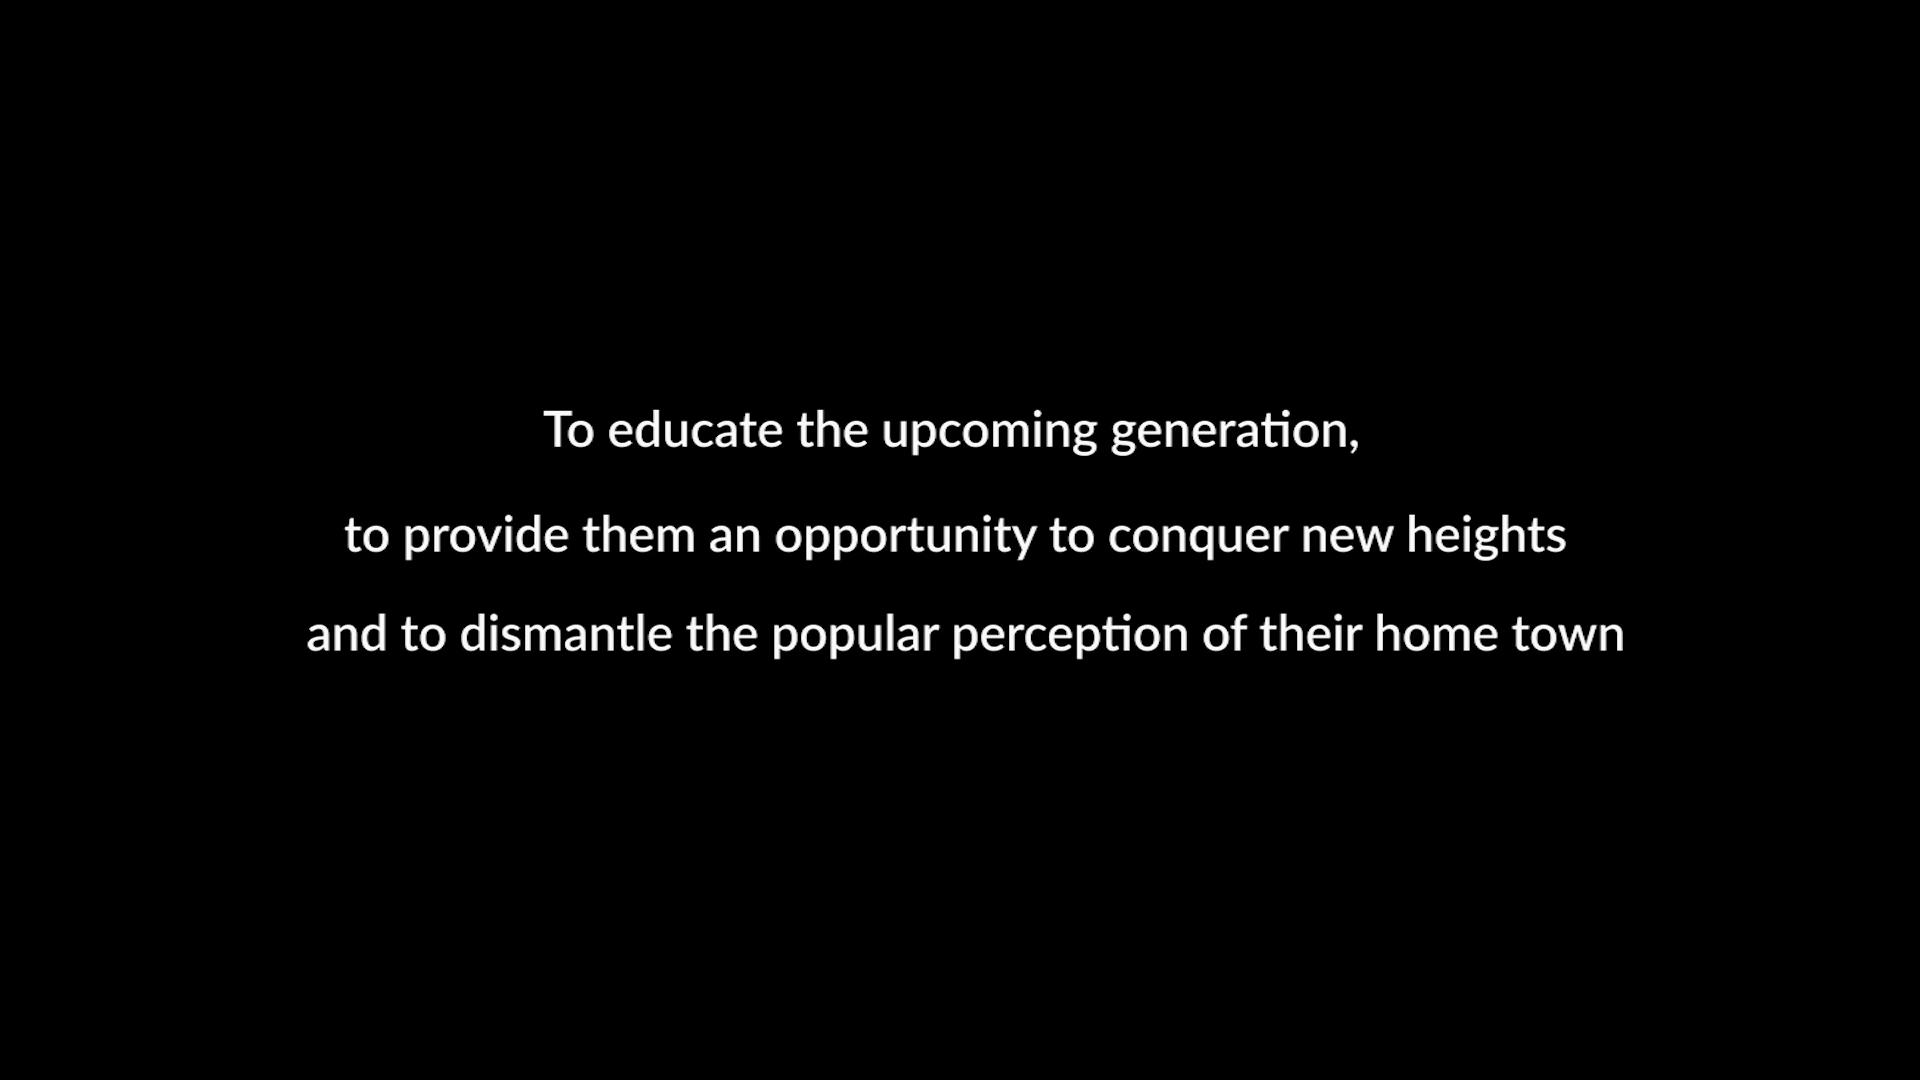 To educate the upcoming generation,
to provide them an opportunity to conquer new heights
and to dismantle the popular perception of their home town